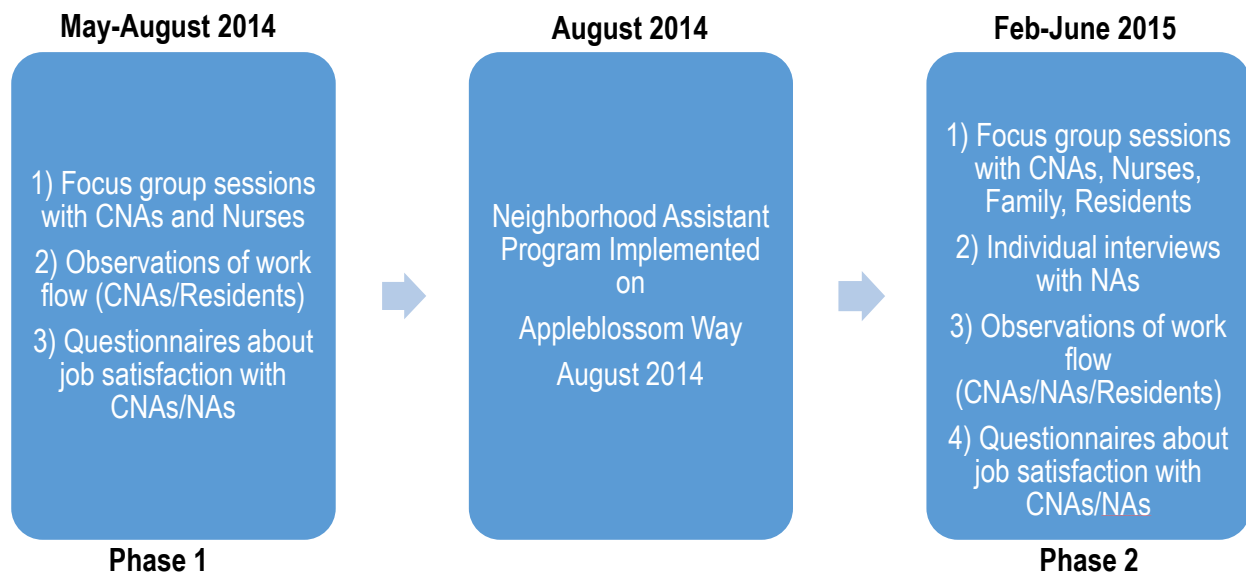 May-August 2014
1) Focus group sessions
with CNAs and Nurses
2) Observations of work
flow (CNAs/Residents)
3) Questionnaires about
job satisfaction with
CNAs/NAs
Phase 1
August 2014
Neighborhood Assistant
Program Implemented
on
Appleblossom Way
August 2014
Feb-June 2015
1) Focus group sessions
with CNAs, Nurses,
Family, Residents
2) Individual interviews
with NAs
3) Observations of work
flow
(CNAs/NAs/Residents)
4) Questionnaires about
job satisfaction with
CNAs/NAs
Phase 2